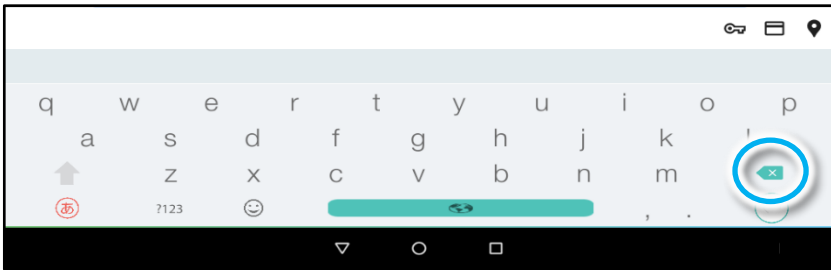 q w e r t y u i o p
a s d f g h j k l
z x c v b n m
あ ?123 , .